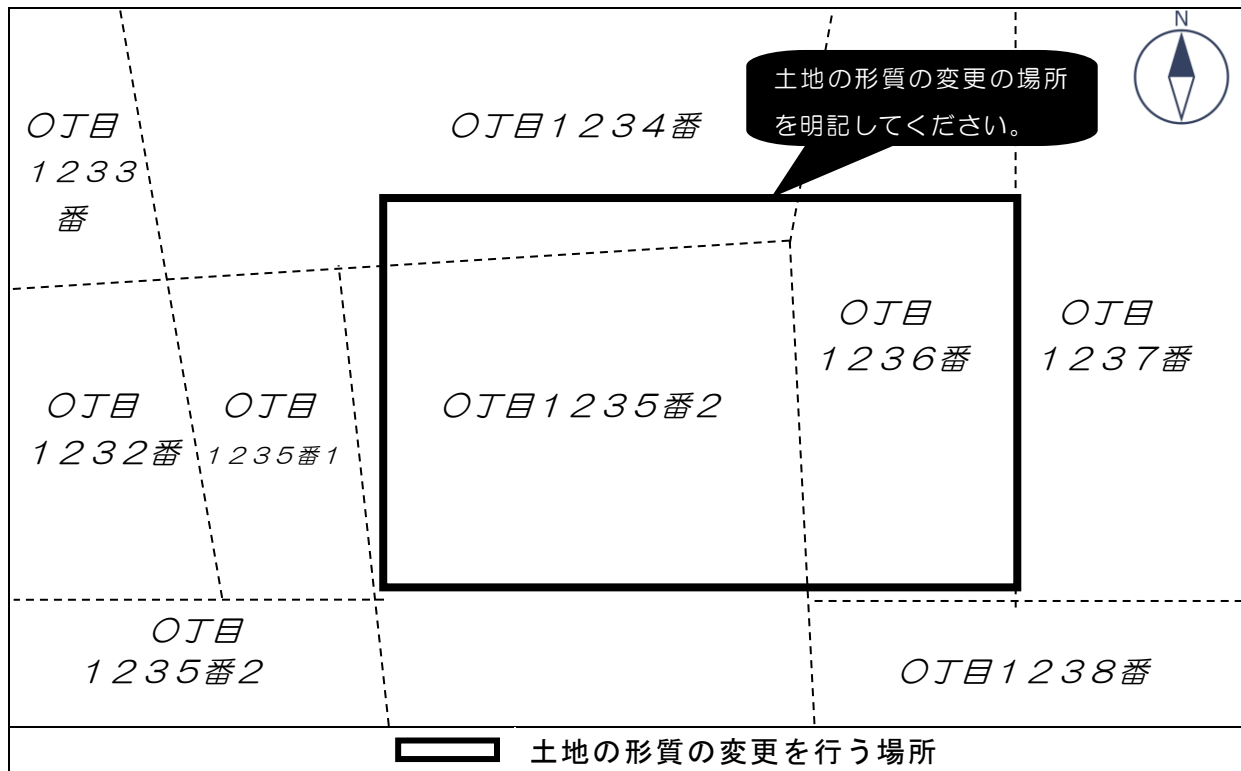 N
土地の形質の変更の場所
を明記してください。
〇丁目
１２３３
番
〇丁目１２３４番
〇丁目
１２３６番
〇丁目
１２３７番
〇丁目
１２３２番
〇丁目
１２３５番１
〇丁目１２３５番２
〇丁目
１２３５番２
〇丁目１２３８番
土地の形質の変更を行う場所